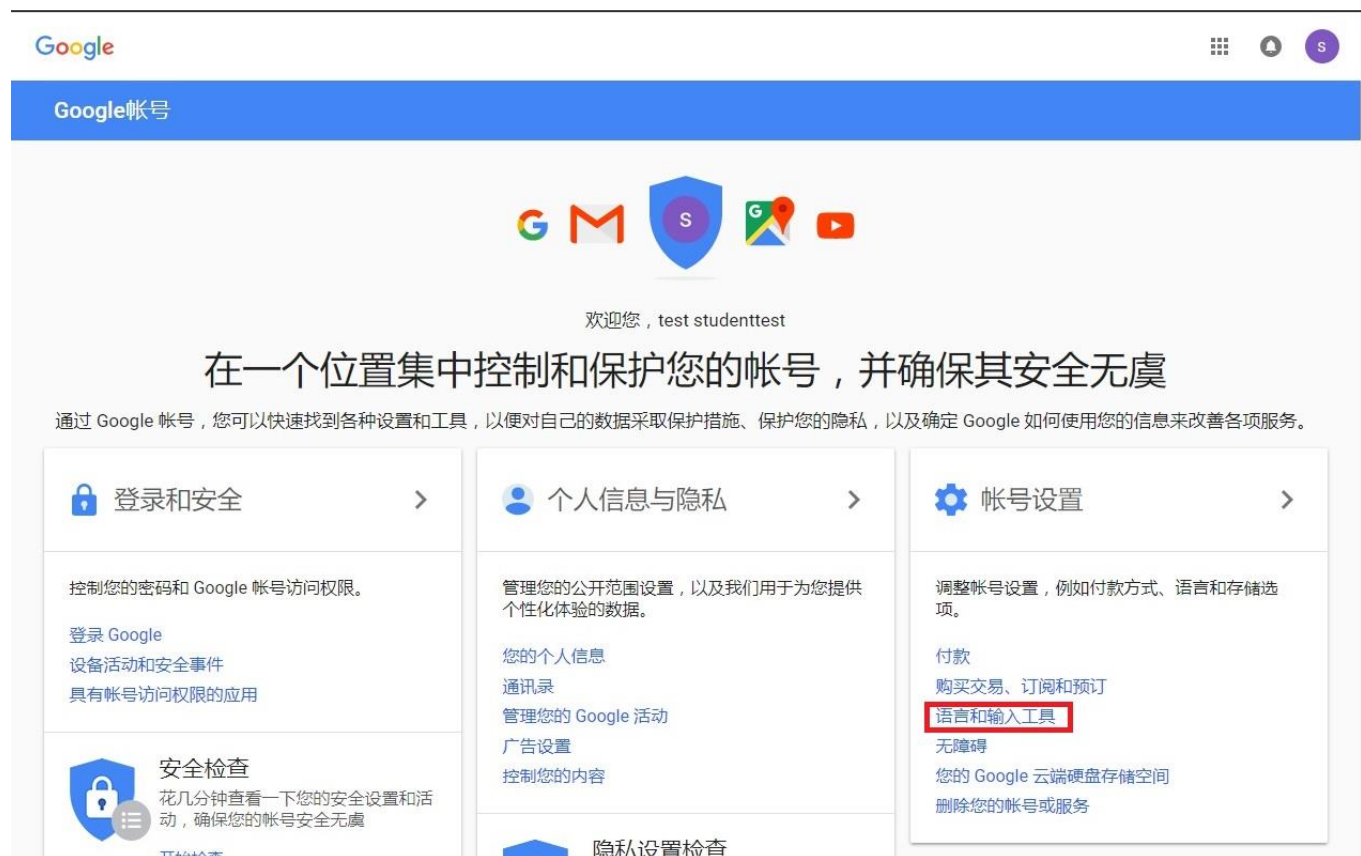 Google
S
Google帐号
G
S
G
欢迎您，test studenttest
在一个位置集中控制和保护您的帐号，并确保其安全无虞
通过 Google 帐号，您可以快速找到各种设置和工具，以便对自己的数据采取保护措施、保护您的隐私，以及确定 Google 如何使用您的信息来改善各项服务。
登录和安全
控制您的密码和 Google 帐号访问权限。
登录 Google
设备活动和安全事件
具有帐号访问权限的应用
安全检查
花几分钟查看一下您的安全设置和活
动，确保您的帐号安全无虞
开始检查
个人信息与隐私
管理您的公开范围设置，以及我们用于为您提供
个性化体验的数据。
您的个人信息
通讯录
管理您的 Google 活动
广告设置
控制您的内容
隐私设置检查
帐号设置
调整帐号设置，例如付款方式、语言和存储选
项。
付款
购买交易、订阅和预订
语言和输入工具
无障碍
您的 Google 云端硬盘存储空间
删除您的帐号或服务